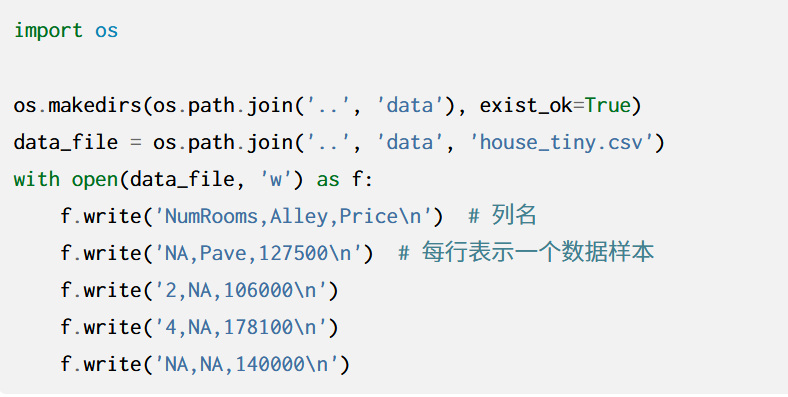 import os
os.makedirs(os.path.join('..', 'data'), exist_ok=True)
data_file = os.path.join('..', 'data', 'house_tiny.csv')
with open(data_file, 'w') as f:
    f.write('NumRooms,Alley,Price\n')  # 列名
    f.write('NA,Pave,127500\n')  # 每行表示一个数据样本
    f.write('2,NA,106000\n')
    f.write('4,NA,178100\n')
    f.write('NA,NA,140000\n')